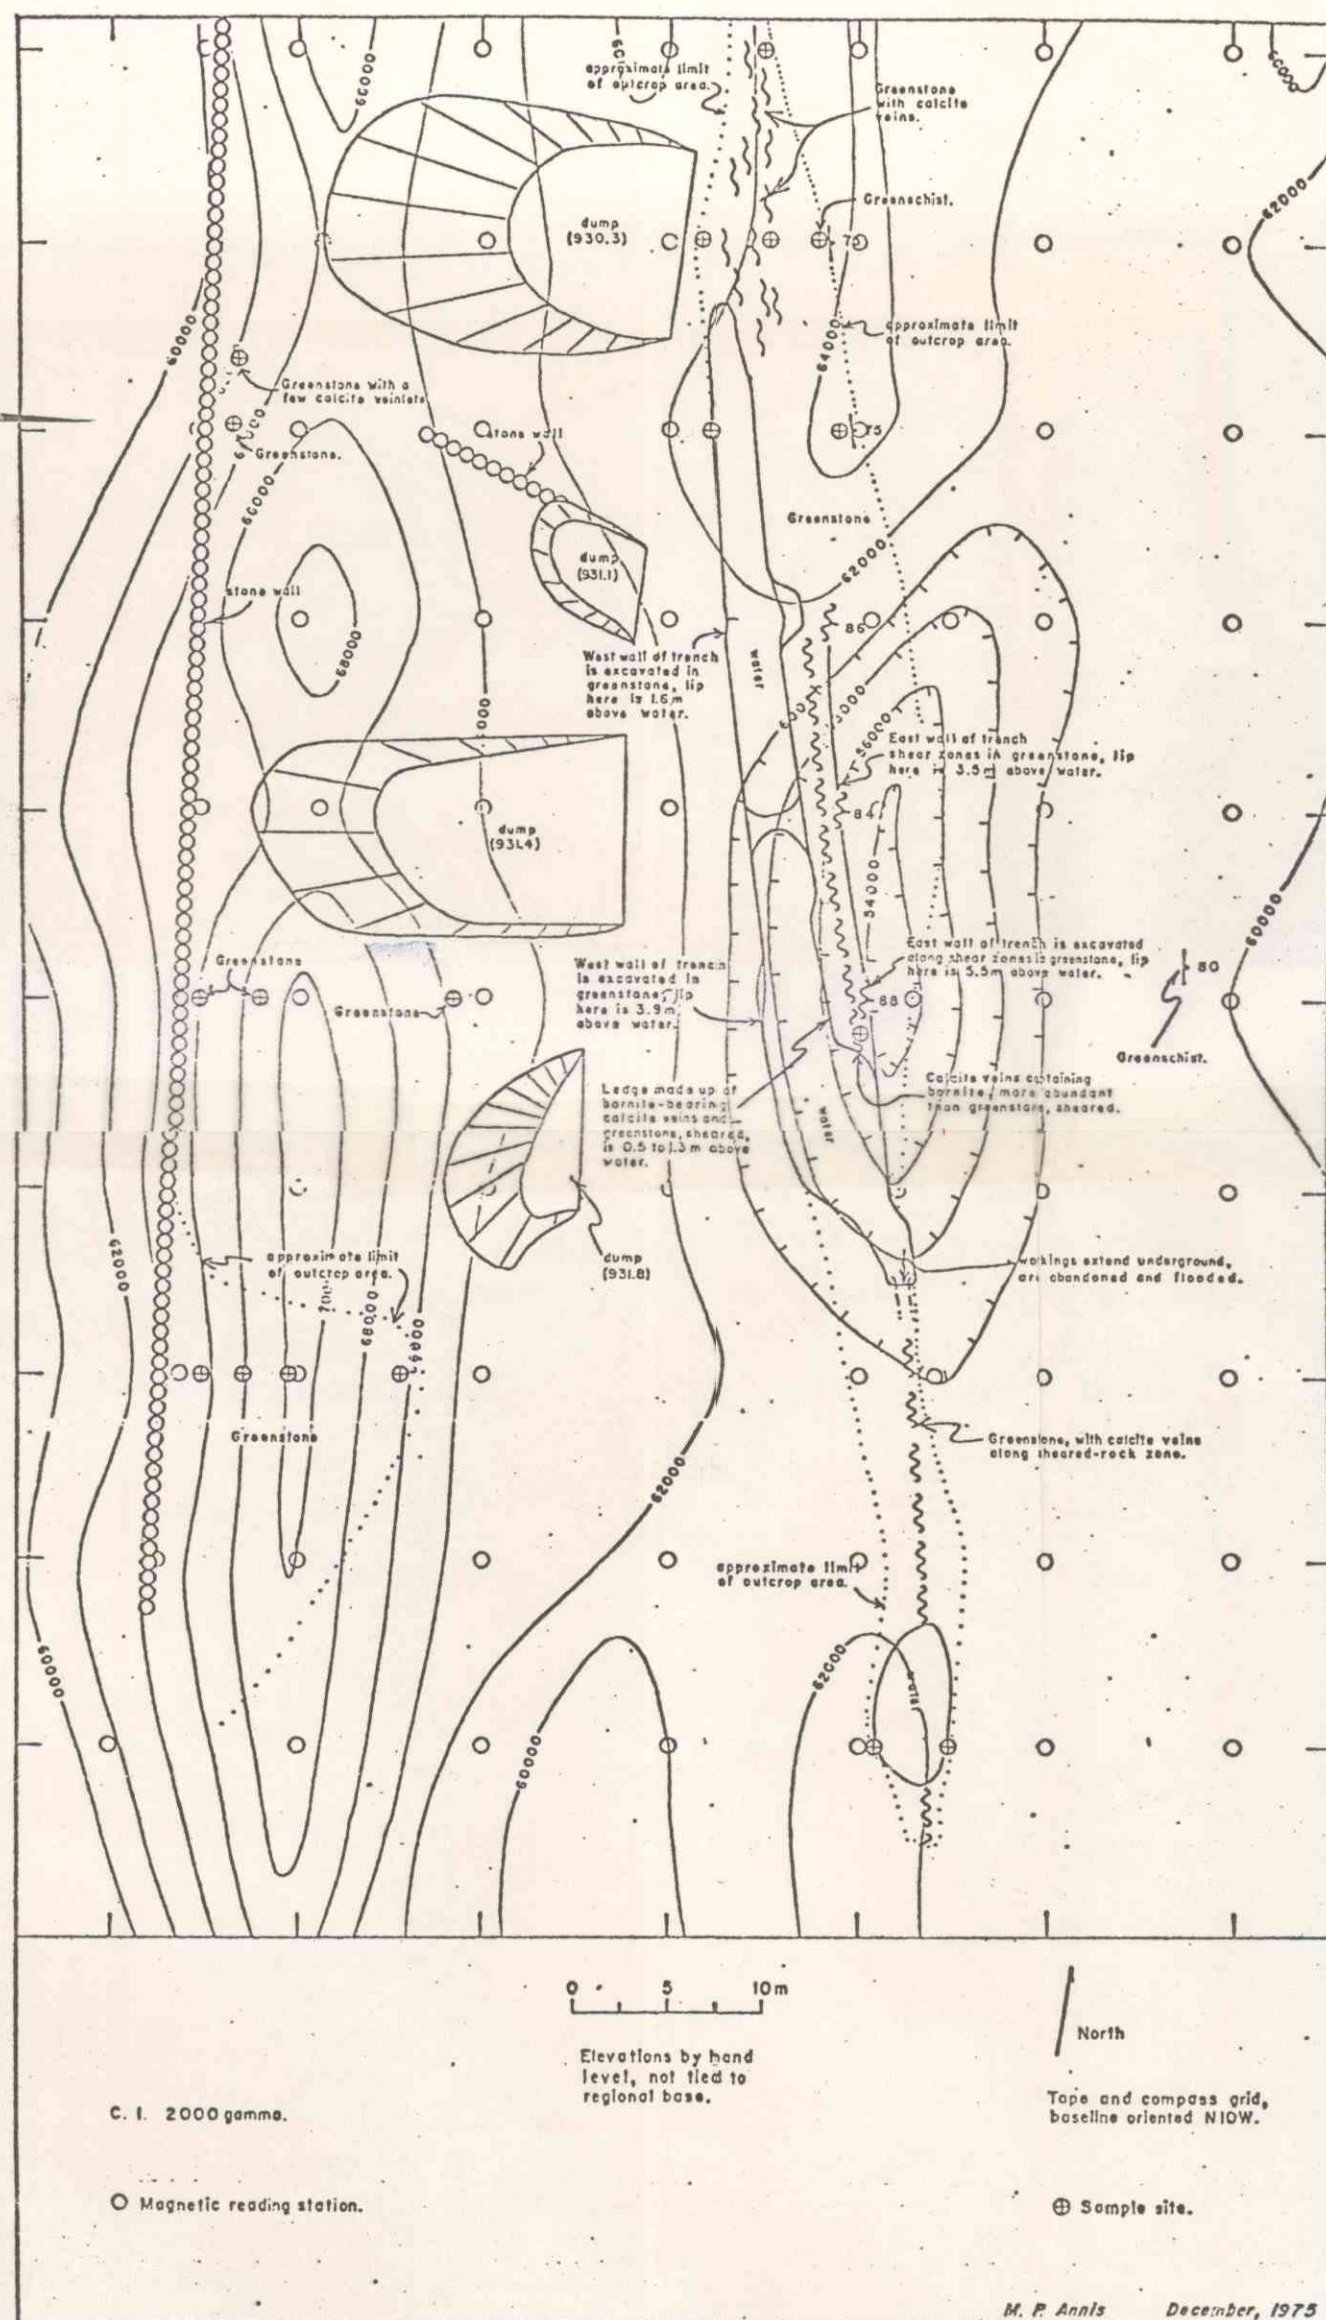 66000
approximate limit
of outcrop area.
Greenstone
with calcite
veins.
62000
Greenschist.
dump
(930.3)
75
60000
64000
approximate limit
of outcrop area.
Greenstone with a
few calcite veinlets
Greenstone.
stone wall
75
66000
Greenstone
dump
(931.1)
62000
stone wall
68000
86
West wall of trench
is excavated in
greenstone, lip
here is 1.6m
above water.
water
56000
East wall of trench
shear zones in greenstone, lip
here is 3.5m above water.
dump
(931.4)
84
54000
60000
Greenstone
Greenstone
West wall of trench
is excavated in
greenstone, lip
here is 3.9m
above water.
East wall of trench is excavated
along shear zones in greenstone, lip
here is 5.5m above water.
88
80
Greenschist.
Ledge made up of
bornite-bearing
calcite veins and
greenstone, sheared,
is 0.5 to 1.3 m above
water.
water
Calcite veins containing
bornite, more abundant
than greenstone, sheared.
62000
approximate limit
of outcrop area.
68000
66000
dump
(931.8)
workings extend underground,
are abandoned and flooded.
Greenstone
Greenstone, with calcite veins
along sheared-rock zone.
62000
approximate limit
of outcrop area.
60000
60000
62000
water
0 5 10m
North
Elevations by hand
level, not tied to
regional base.
C. I. 2000 gamma.
Tape and compass grid,
baseline oriented N10W.
Magnetic reading station.
Sample site.
M. P. Annis December, 1975